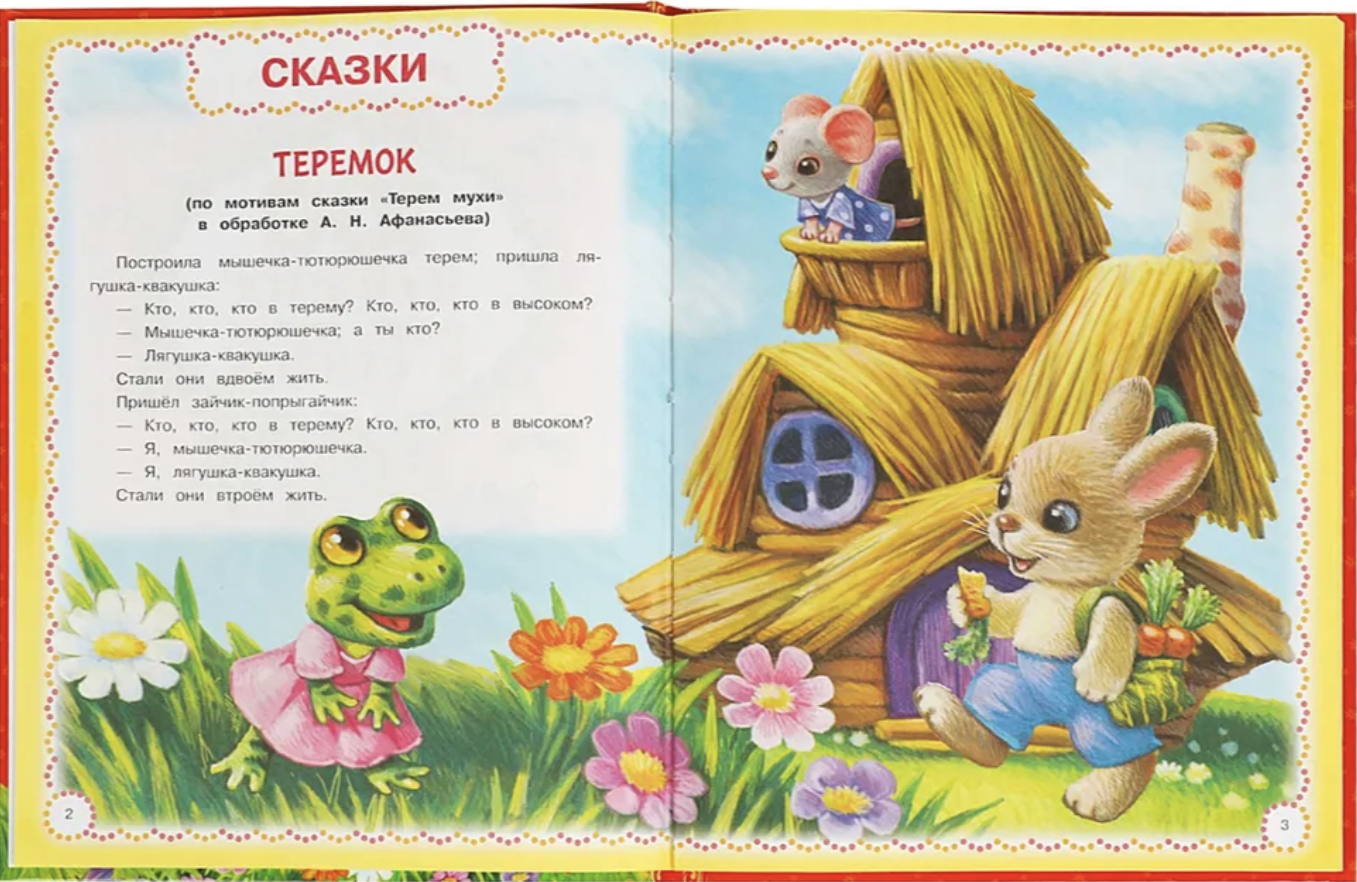 СКАЗКИ
ТЕРЕМОК
(по мотивам сказки «Терем мухи»
в обработке А. Н. Афанасьева)
Построила мышечка-тютюрюшечка терем; пришла ля-
гушка-квакушка:
— Кто, кто, кто в терему? Кто, кто, кто в высоком?
— Мышечка-тютюрюшечка; а ты кто?
— Лягушка-квакушка.
Стали они вдвоём жить.
Пришёл зайчик-попрыгайчик:
— Кто, кто, кто в терему? Кто, кто, кто в высоком?
— Я, мышечка-тютюрюшечка.
— Я, лягушка-квакушка.
Стали они втроём жить.
2
3